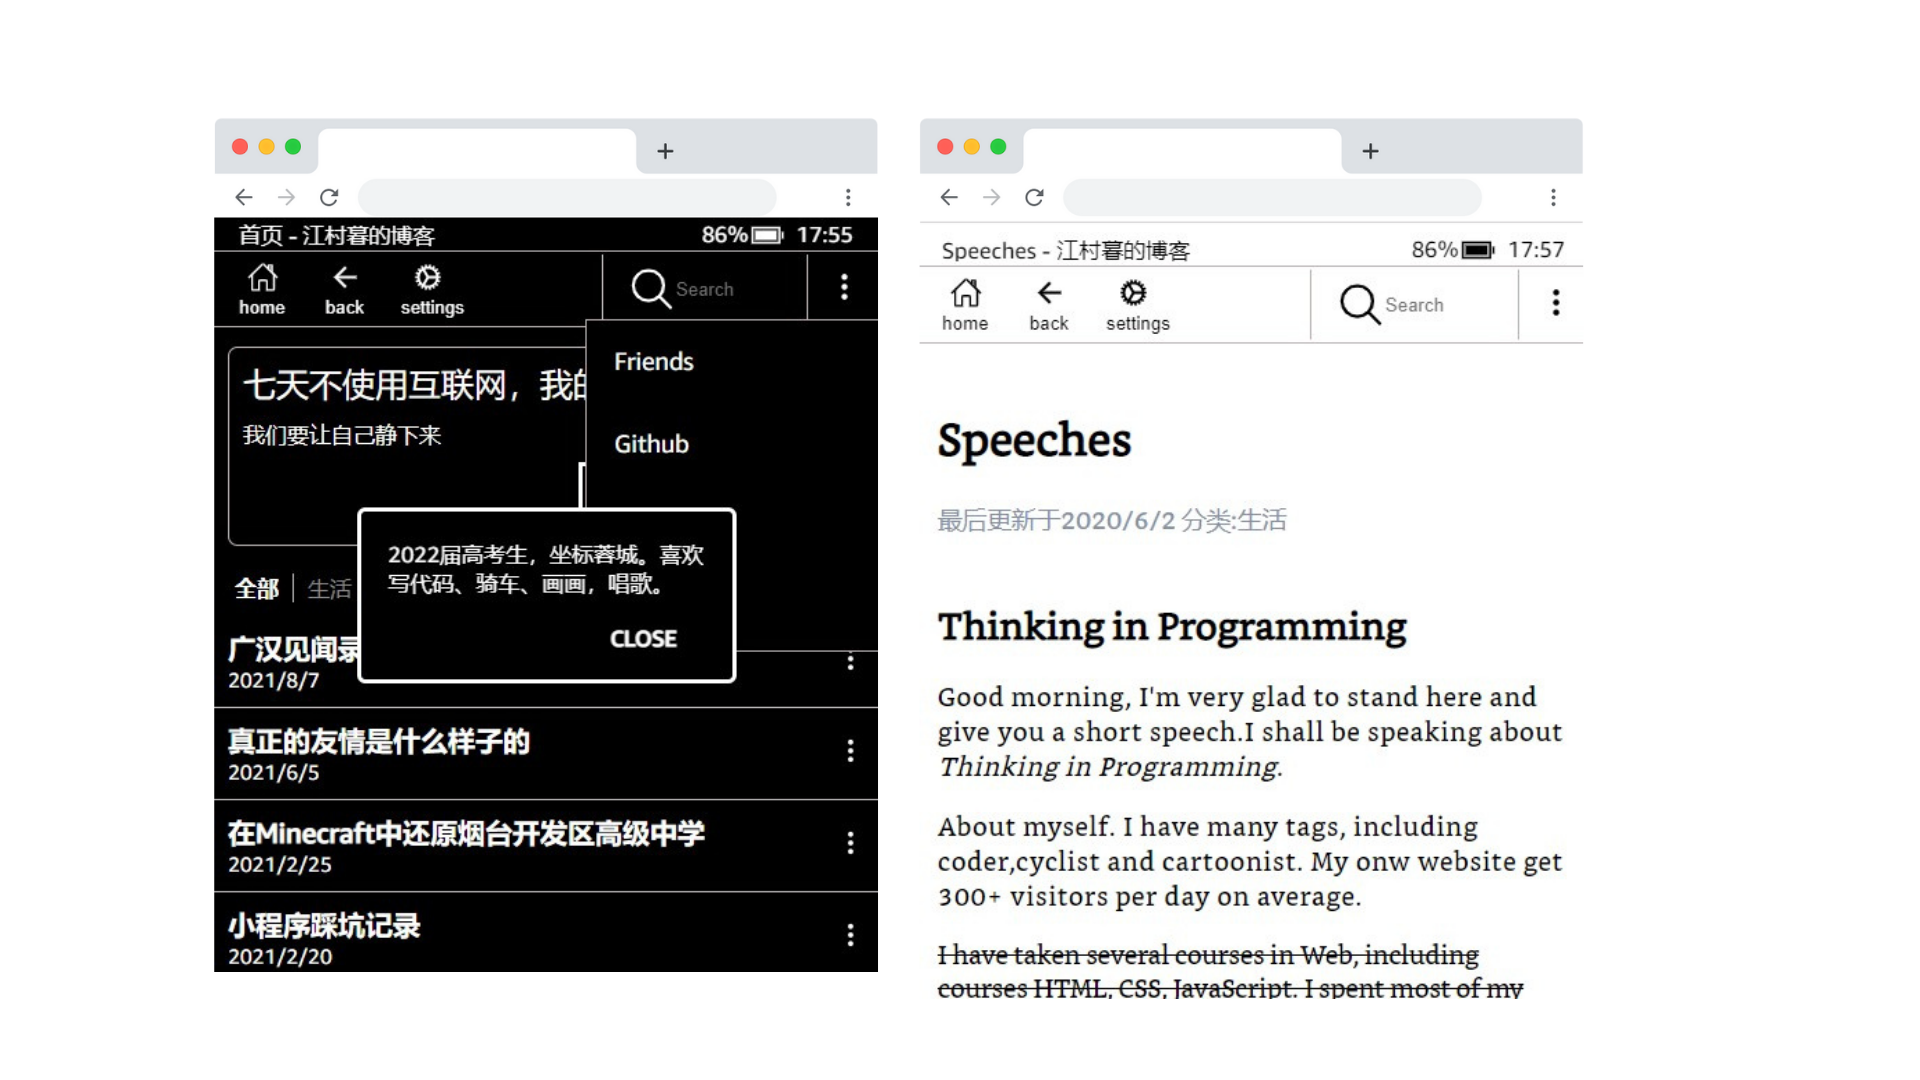 首页 - 江村暮的博客
86% 17:55
home back settings
Search
Friends
七天不使用互联网，我的
我们要让自己静下来
Github
2022届高考生，坐标蓉城。喜欢
写代码、骑车、画画，唱歌。
CLOSE
全部 生活
广汉见闻录
2021/8/7
真正的友情是什么样子的
2021/6/5
在Minecraft中还原烟台开发区高级中学
2021/2/25
小程序踩坑记录
2021/2/20
Speeches - 江村暮的博客
86% 17:57
home back settings
Search
Speeches
最后更新于2020/6/2 分类:生活
Thinking in Programming
Good morning, I'm very glad to stand here and
give you a short speech.I shall be speaking about
Thinking in Programming.
About myself. I have many tags, including
coder,cyclist and cartoonist. My onw website get
300+ visitors per day on average.
I have taken several courses in Web, including
courses HTML, CSS, JavaScript. I spent most of my